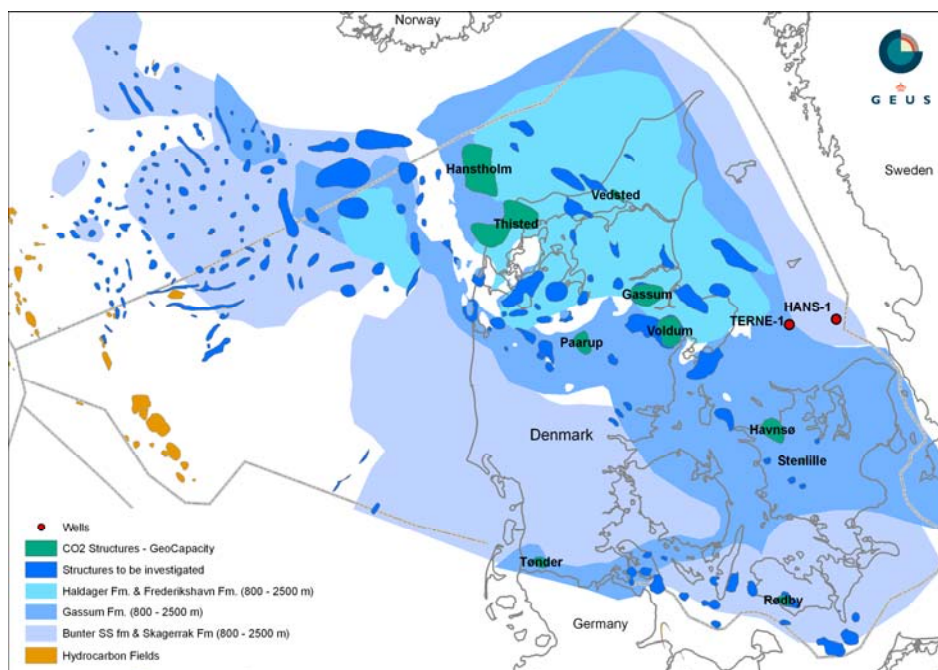 Norway
GEUS
Sweden
Hanstholm
Vedsted
Thisted
Gassum
HANS-1
TERNE-1
Voldum
Paarup
Havnsø
Denmark
Stenlille
Tønder
Rødby
Germany
Wells
CO2 Structures - GeoCapacity
Structures to be investigated
Haldager Fm. & Frederikshavn Fm. (800 - 2500 m)
Gassum Fm. (800 - 2500 m)
Bunter SS fm & Skagerrak Fm (800 - 2500 m)
Hydrocarbon Fields